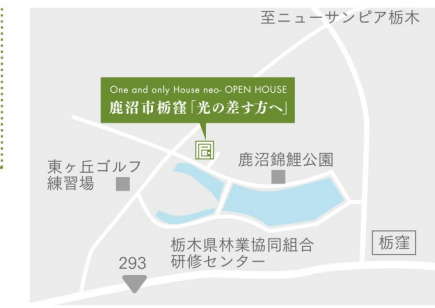 至ニューサンピア栃木
One and only House neo- OPEN HOUSE
鹿沼市栃窪「光の差す方へ」
東ヶ丘ゴルフ
練習場
鹿沼錦鯉公園
栃木県林業協同組合
研修センター
栃窪
293